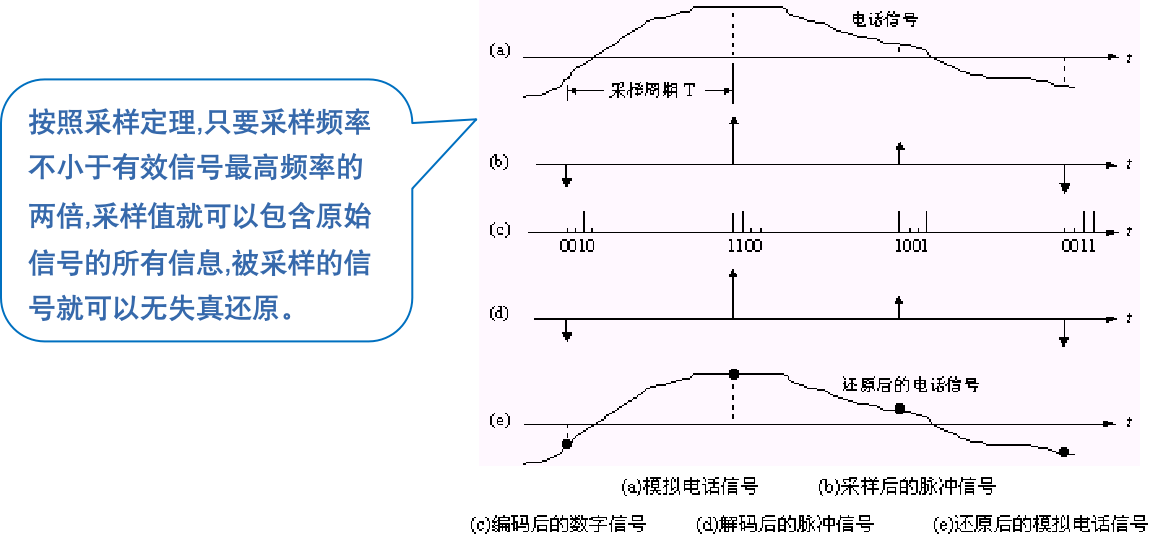 按照采样定理,只要采样频率
不小于有效信号最高频率的
两倍,采样值就可以包含原始
信号的所有信息,被采样的信
号就可以无失真还原。
电话信号
(a)
t
采样周期 T
(b)
t
(c)
t
0010 1100 1001 0011
(d)
t
还原后的电话信号
(e)
t
(a)模拟电话信号 (b)采样后的脉冲信号
(c)编码后的数字信号 (d)解码后的脉冲信号 (e)还原后的模拟电话信号